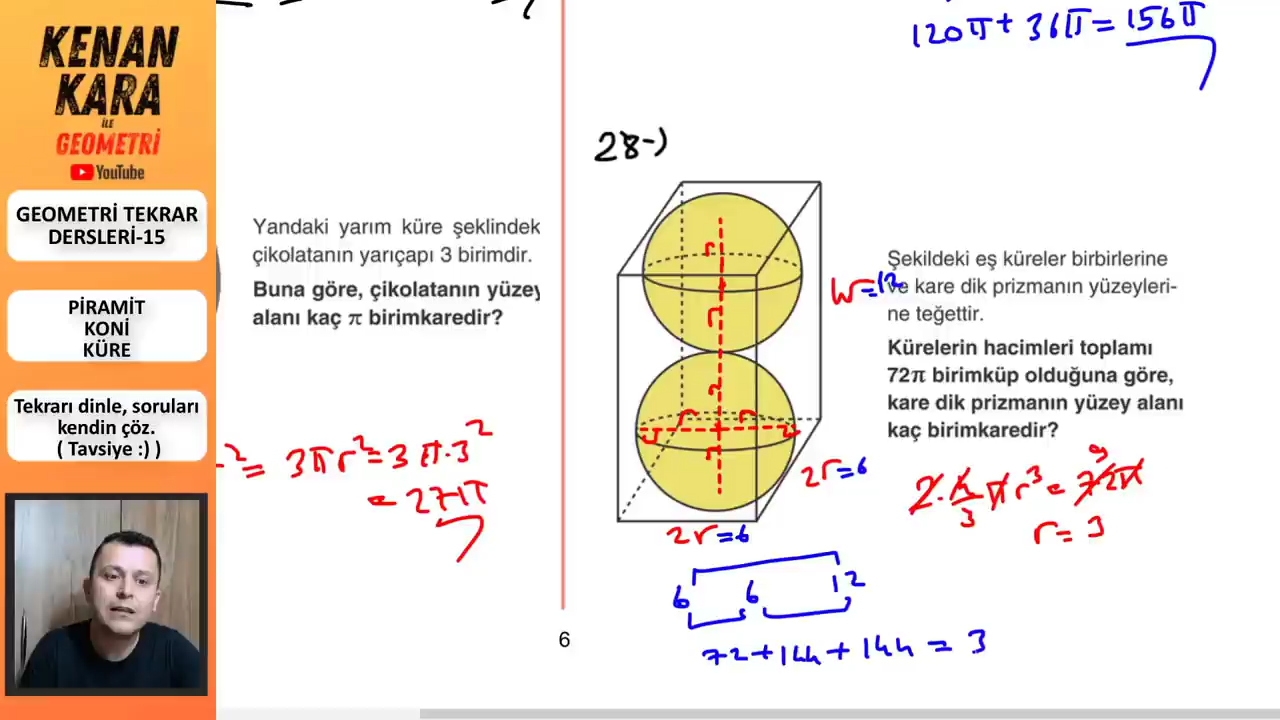 KENAN
KARA
İLE
GEOMETRİ
YouTube
GEOMETRİ TEKRAR
DERSLERİ-15
PİRAMİT
KONİ
KÜRE
Tekrarı dinle, soruları
kendin çöz.
( Tavsiye :) )
Yandaki yarım küre şeklindek
çikolatanın yarıçapı 3 birimdir.
Buna göre, çikolatanın yüzey
alanı kaç π birimkaredir?
² = 3πr² = 3π·3²
= 27π
6
120π + 36π = 156π
28-)
r
r
r
r r
r
4r=12
2r=6
2r=6
Şekildeki eş küreler birbirlerine
ve kare dik prizmanın yüzeyleri-
ne teğettir.
Kürelerin hacimleri toplamı
72π birimküp olduğuna göre,
kare dik prizmanın yüzey alanı
kaç birimkaredir?
2·4/3 πr³ = 72π 9
r = 3
6 6 12
72+144+144 = 3